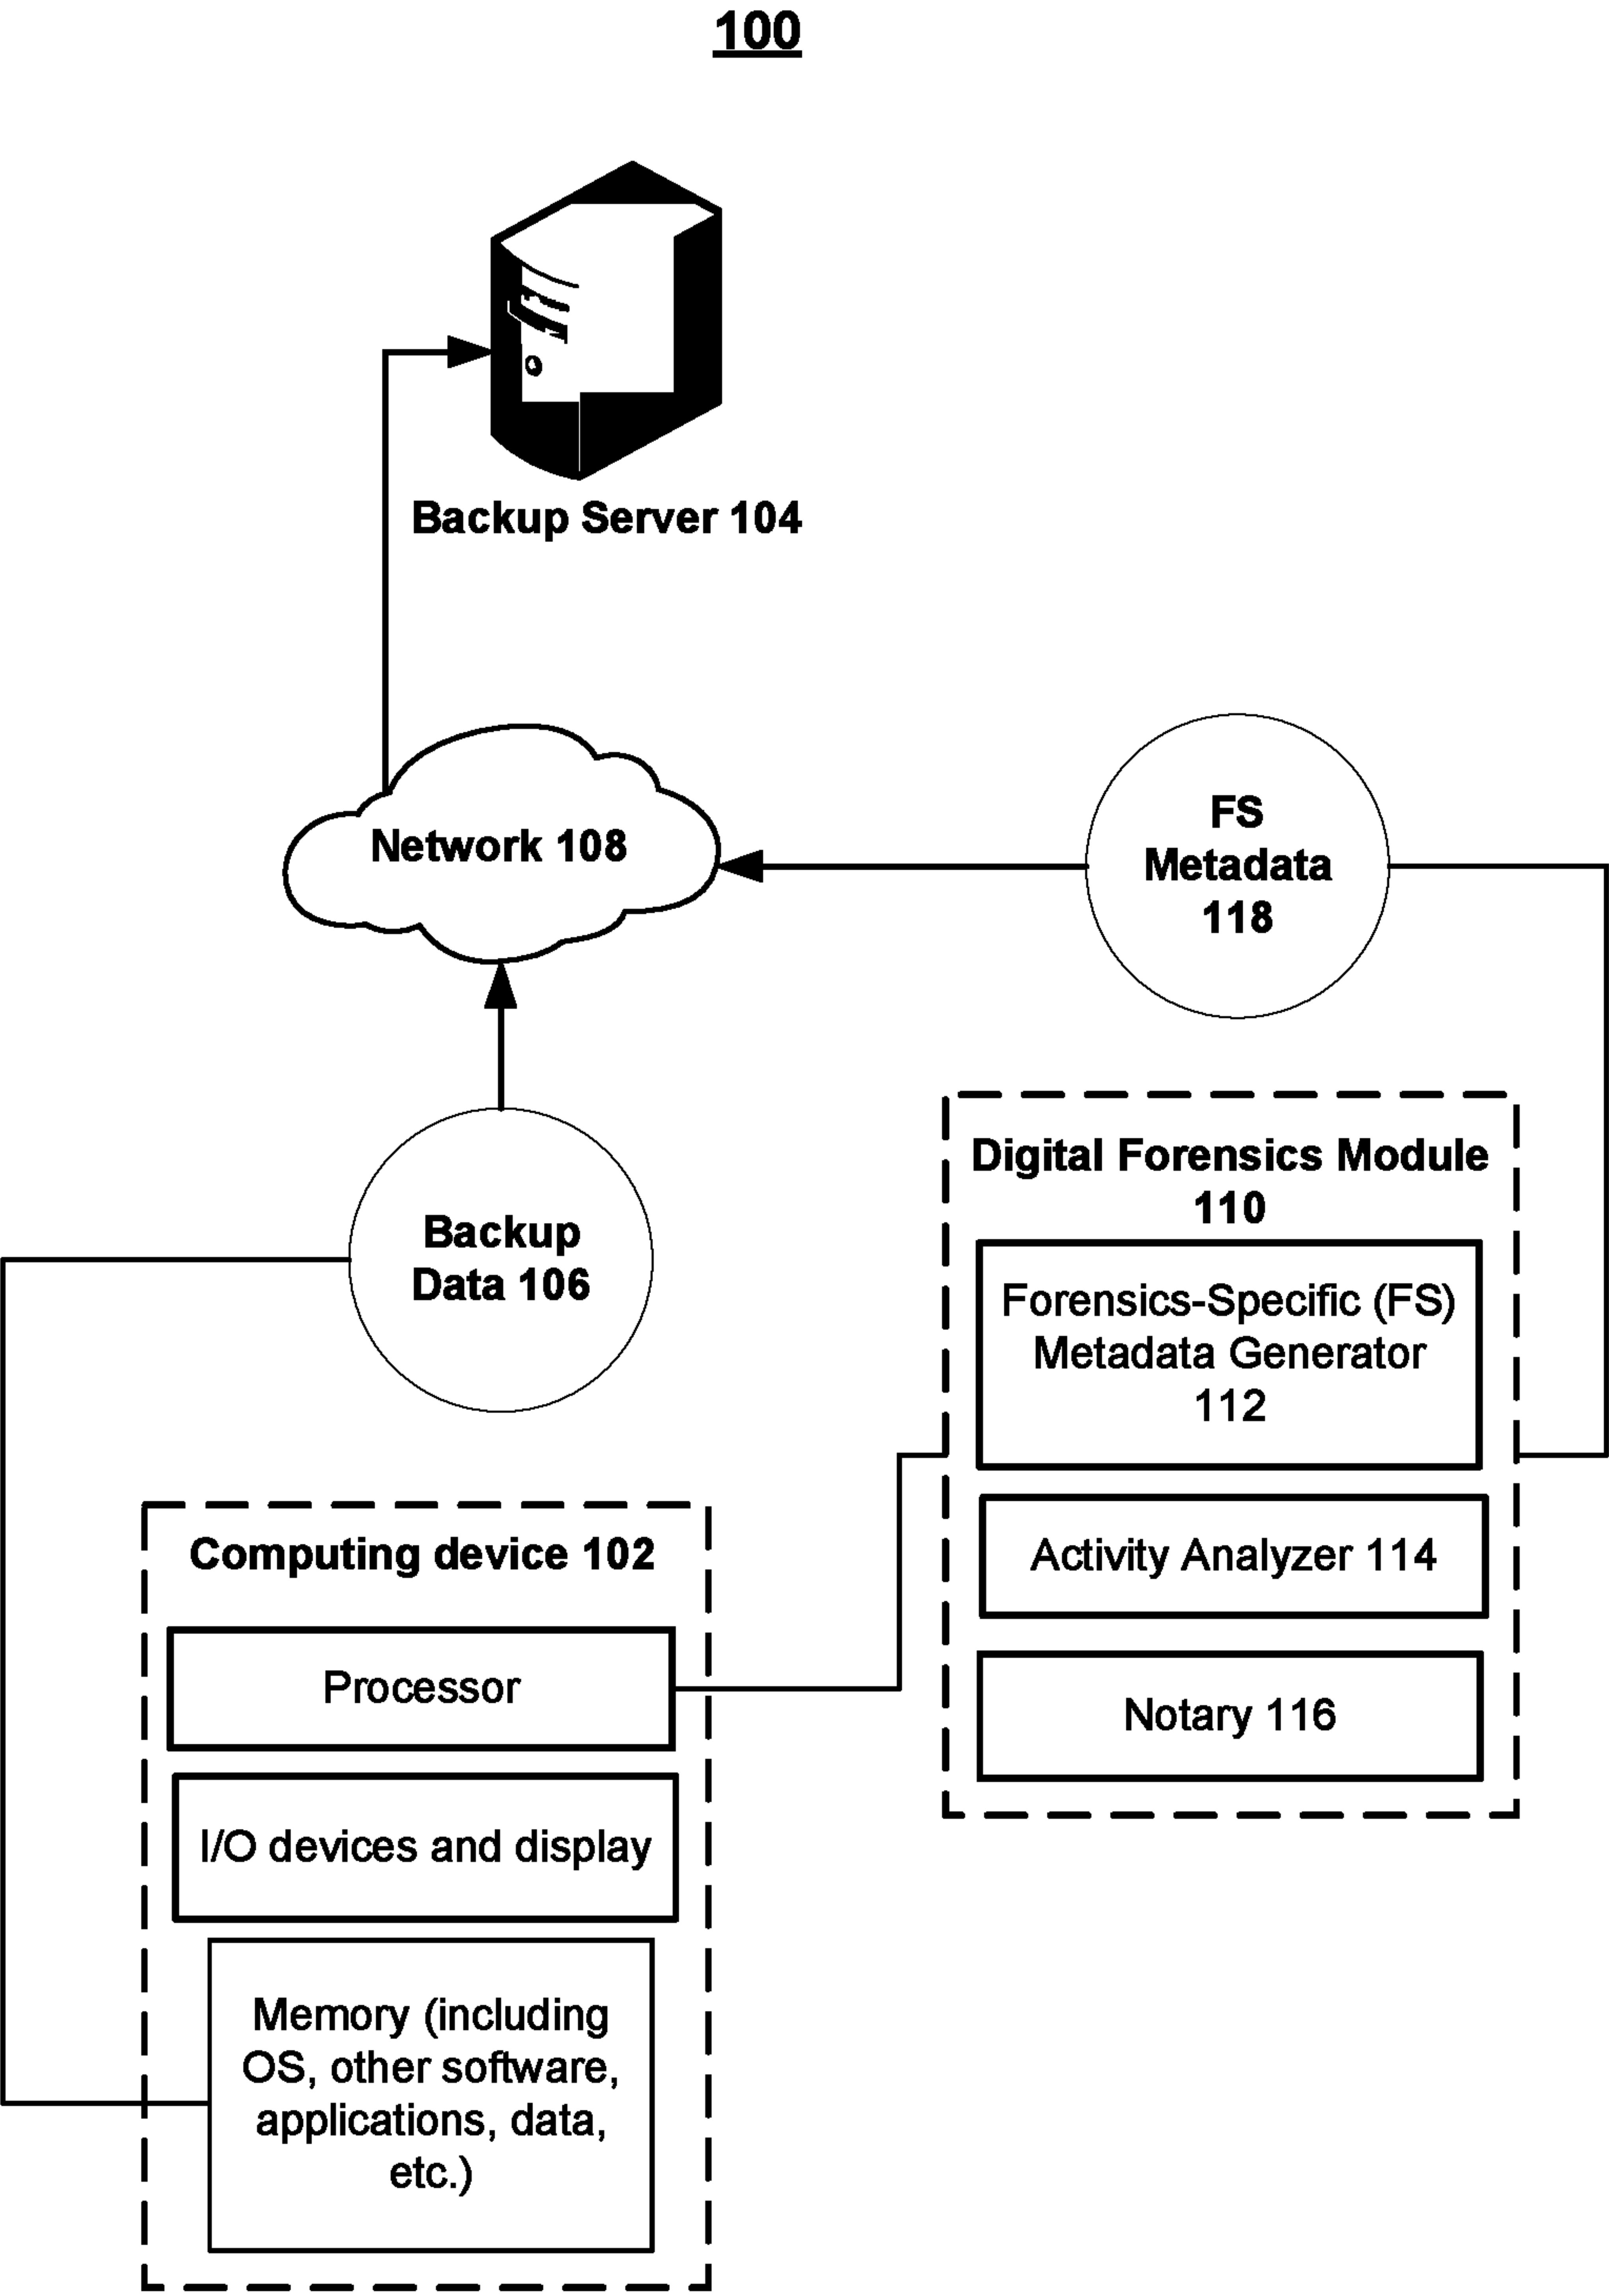 100
Backup Server 104
Network 108
FS
Metadata
118
Backup
Data 106
Digital Forensics Module
110
Forensics-Specific (FS)
Metadata Generator
112
Activity Analyzer 114
Notary 116
Computing device 102
Processor
I/O devices and display
Memory (including
OS, other software,
applications, data,
etc.)